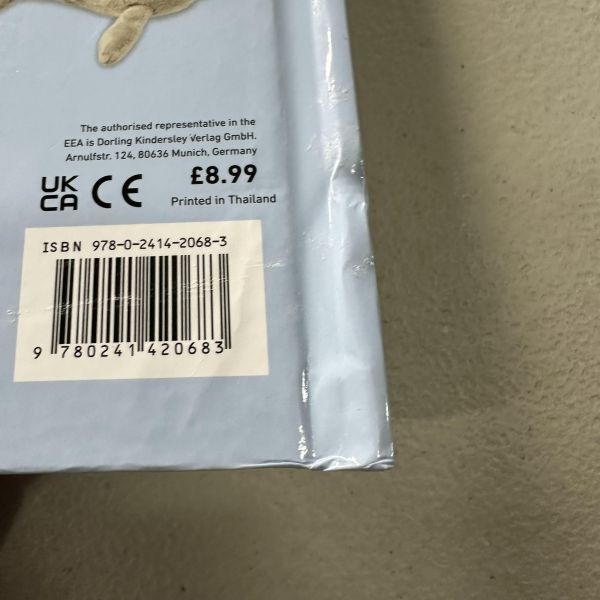 The authorised representative in the
EEA is Dorling Kindersley Verlag GmbH.
Arnulfstr. 124, 80636 Munich, Germany
UK
CA CE £8.99
Printed in Thailand
ISBN 978-0-2414-2068-3
9 780241 420683